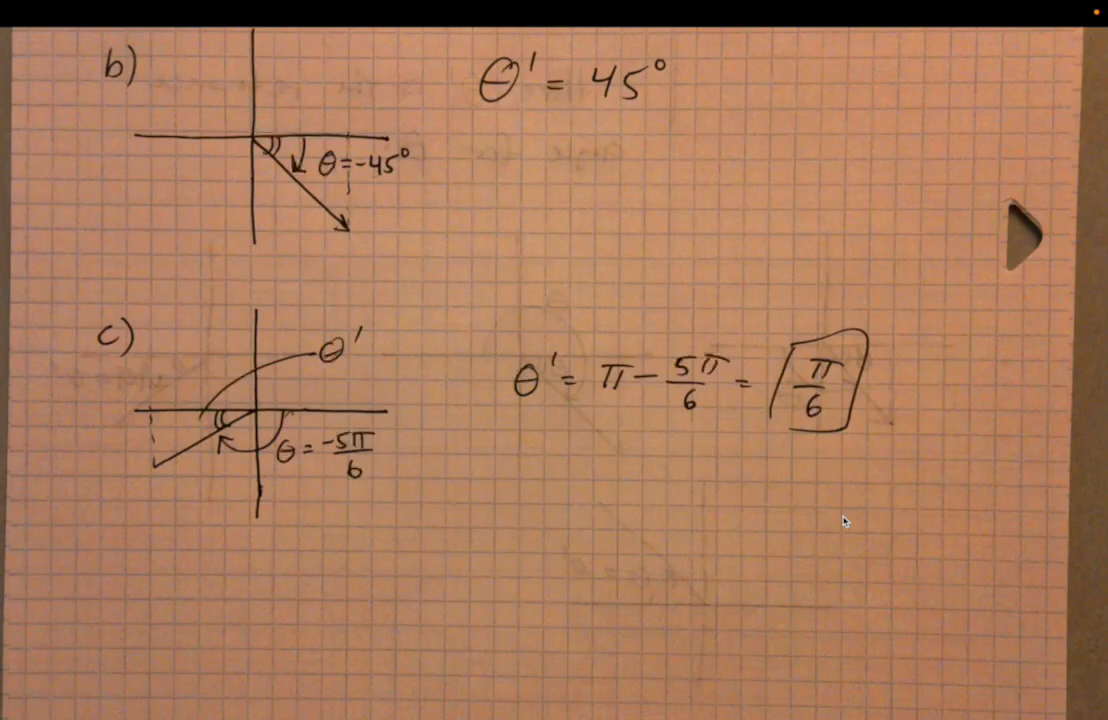 b)
θ' = 45°
θ = -45°
c)
θ'
θ' = π - 5π/6 = π/6
θ = -5π/6